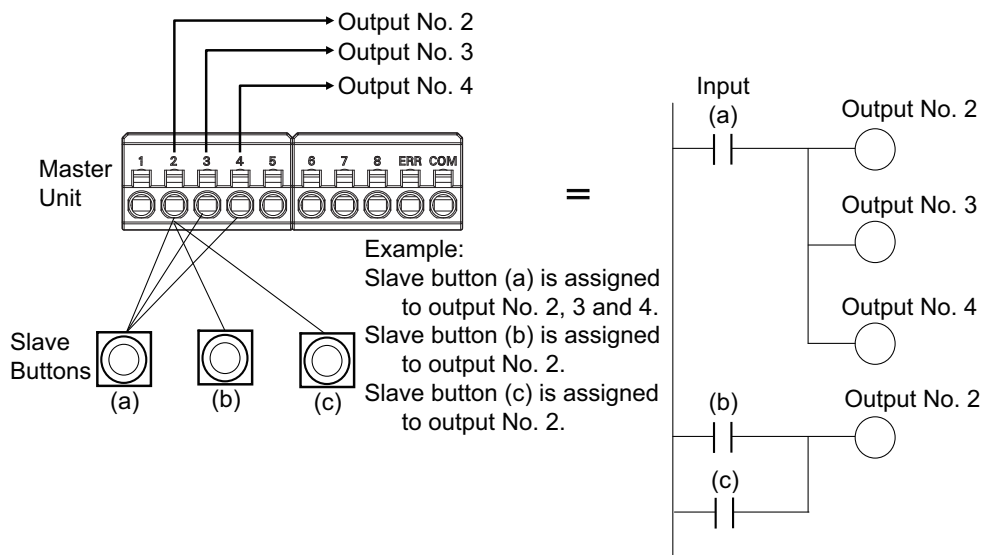 Output No. 2
Output No. 3
Output No. 4
Master
Unit
1 2 3 4 5 6 7 8 ERR COM
Slave
Buttons
(a)
(b)
(c)
Example:
Slave button (a) is assigned
to output No. 2, 3 and 4.
Slave button (b) is assigned
to output No. 2.
Slave button (c) is assigned
to output No. 2.
=
Input
(a)
Output No. 2
Output No. 3
Output No. 4
(b)
Output No. 2
(c)